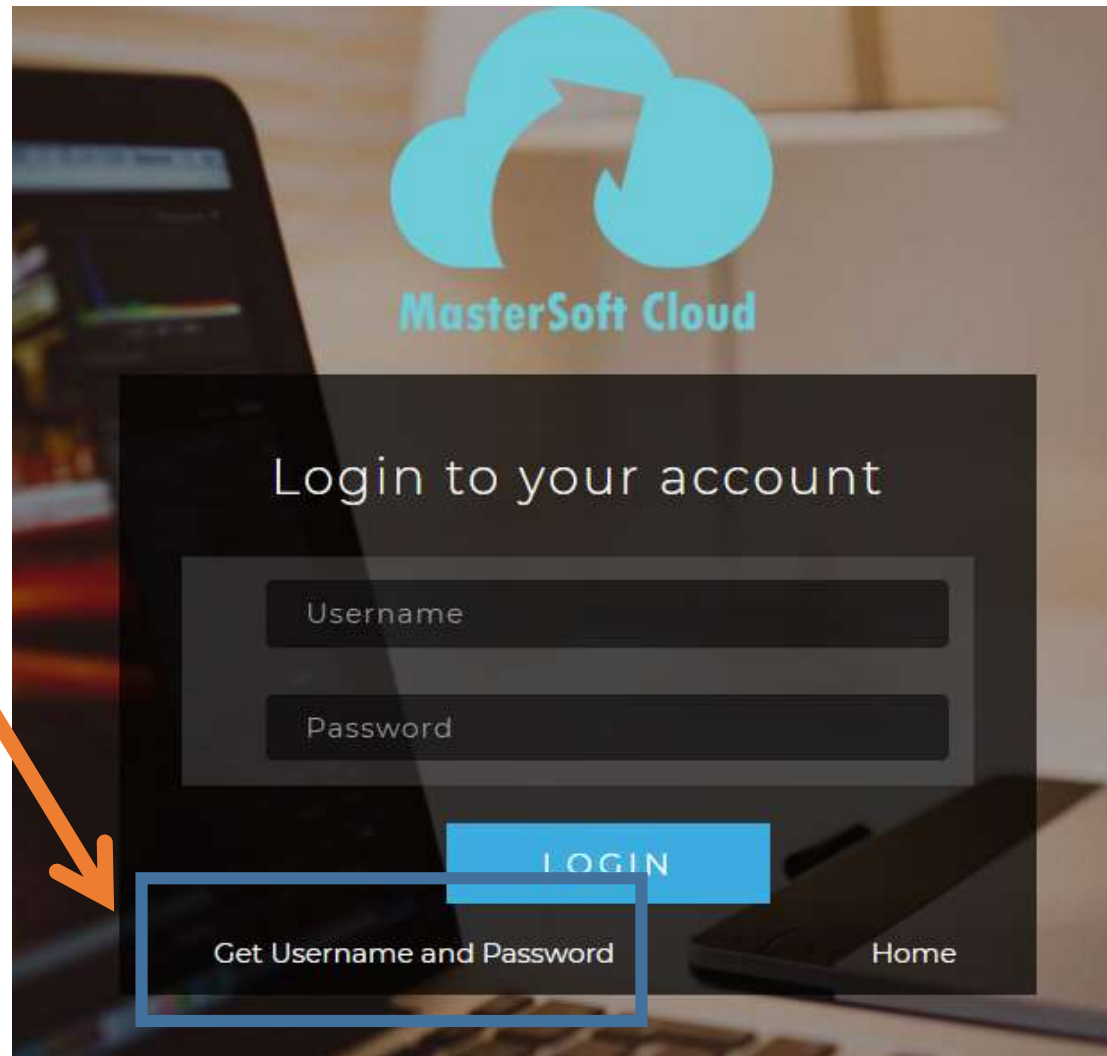 MasterSoft Cloud
Login to your account
Username
Password
LOGIN
Get Username and Password
Home